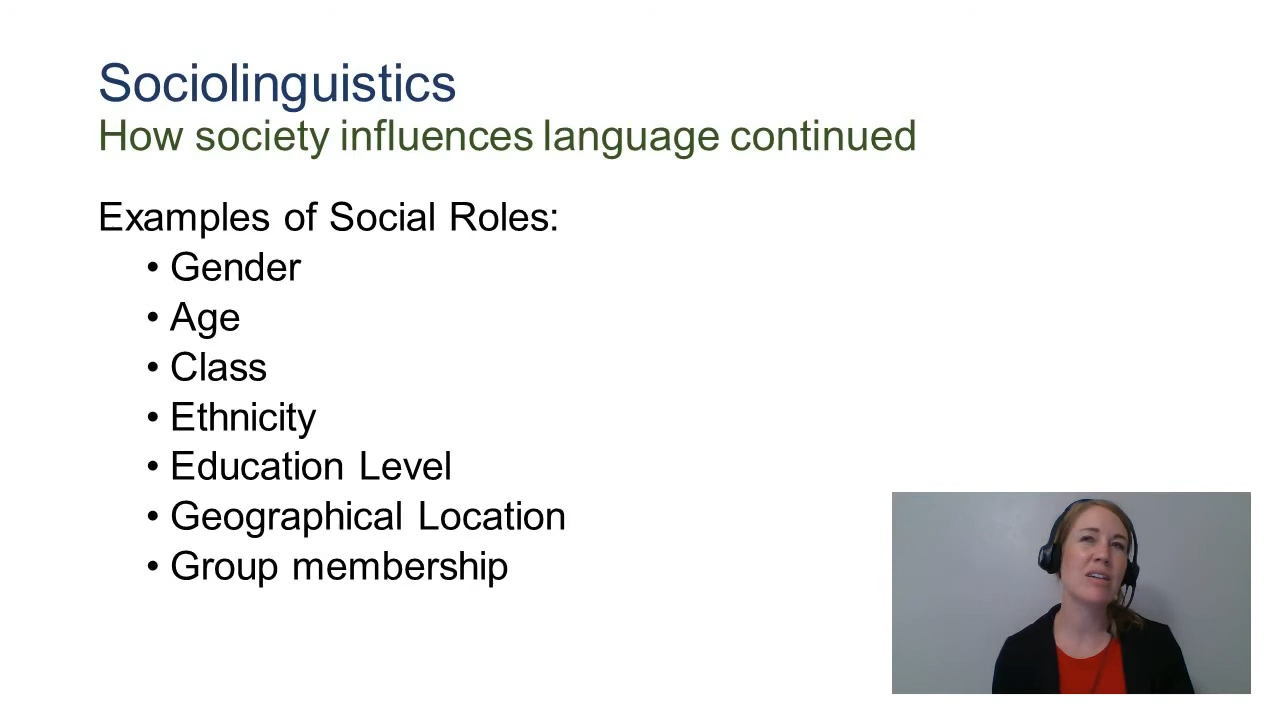 Sociolinguistics
How society influences language continued
Examples of Social Roles:
• Gender
• Age
• Class
• Ethnicity
• Education Level
• Geographical Location
• Group membership